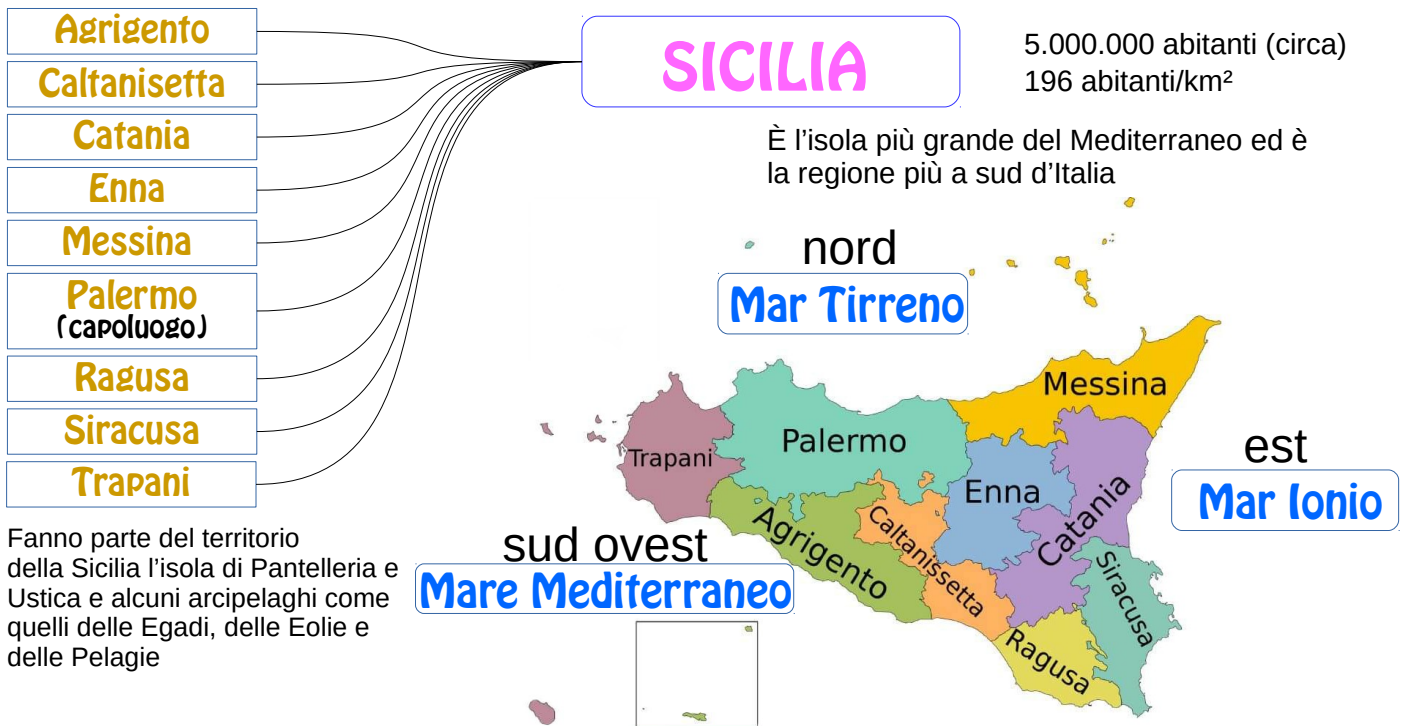 Agrigento
Caltanisetta
Catania
Enna
Messina
Palermo
(capoluogo)
Ragusa
Siracusa
Trapani
SICILIA
5.000.000 abitanti (circa)
196 abitanti/km²
È l’isola più grande del Mediterraneo ed è
la regione più a sud d’Italia
nord
Mar Tirreno
Messina
Palermo
Trapani
Enna
Catania
Caltanissetta
Agrigento
Siracusa
Ragusa
est
Mar Ionio
sud ovest
Mare Mediterraneo
Fanno parte del territorio
della Sicilia l’isola di Pantelleria e
Ustica e alcuni arcipelaghi come
quelli delle Egadi, delle Eolie e
delle Pelagie